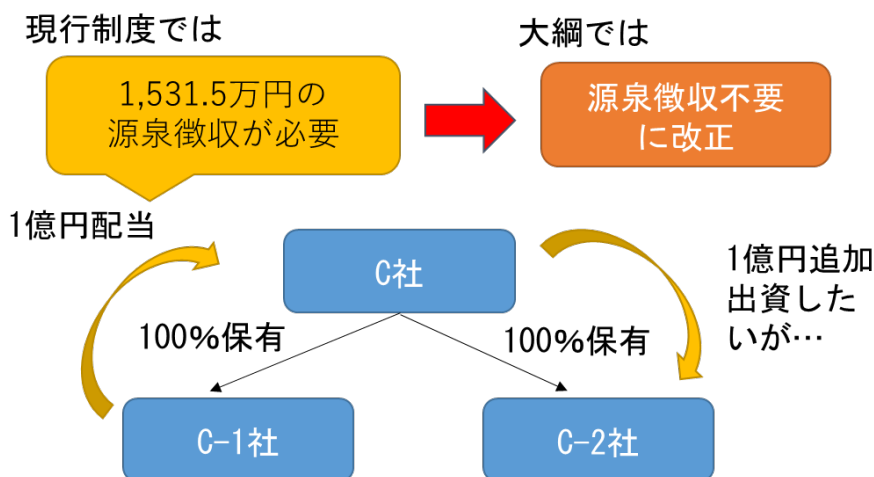 現行制度では
大綱では
1,531.5万円の
源泉徴収が必要
源泉徴収不要
に改正
1億円配当
C社
1億円追加
出資した
いが…
100%保有
100%保有
C-1社
C-2社